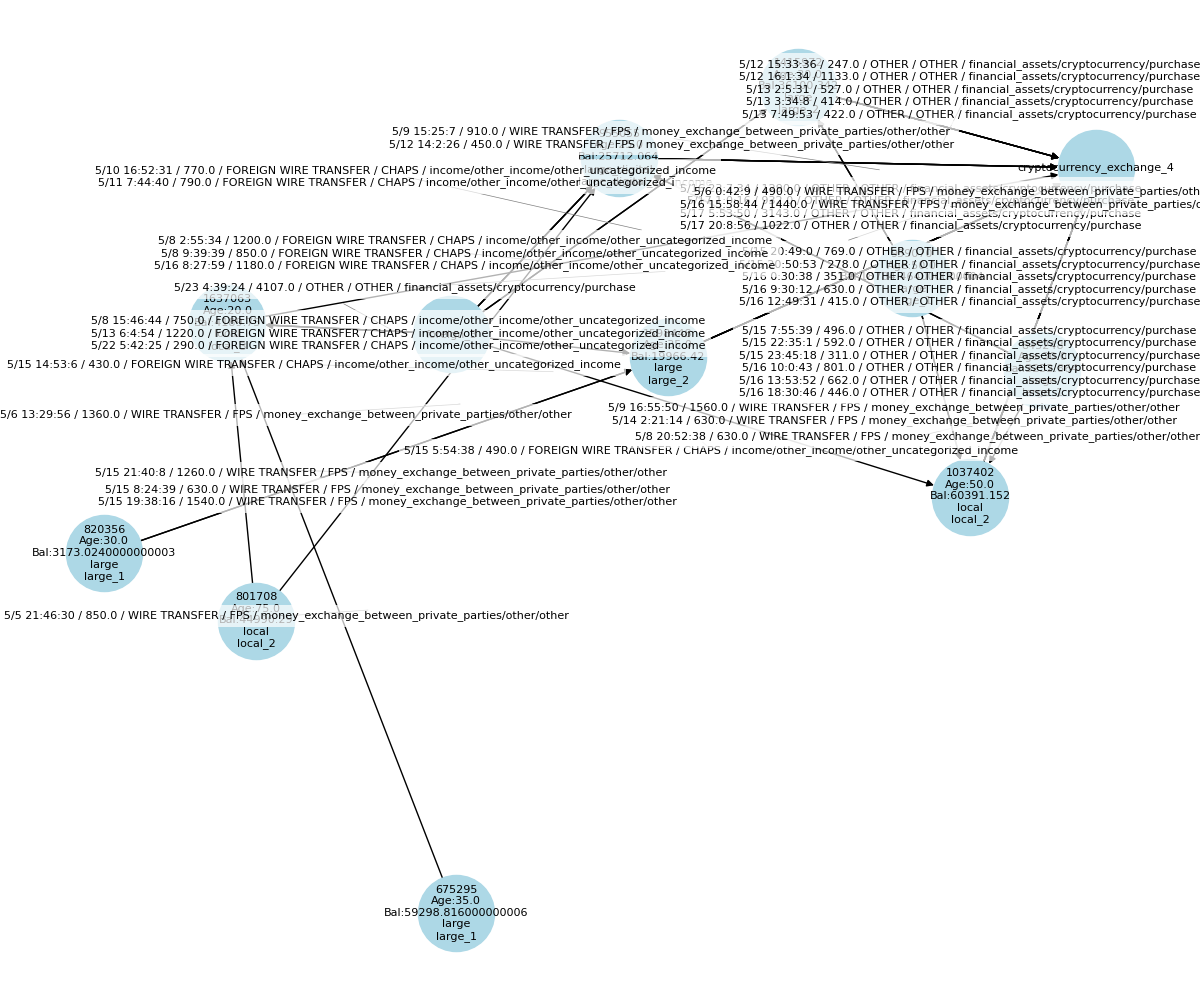 5/12 15:33:36 / 247.0 / OTHER / OTHER / financial_assets/cryptocurrency/purchase
5/12 16:1:34 / 1133.0 / OTHER / OTHER / financial_assets/cryptocurrency/purchase
5/13 2:5:31 / 527.0 / OTHER / OTHER / financial_assets/cryptocurrency/purchase
5/13 3:34:8 / 414.0 / OTHER / OTHER / financial_assets/cryptocurrency/purchase
5/13 7:49:53 / 422.0 / OTHER / OTHER / financial_assets/cryptocurrency/purchase
5/9 15:25:7 / 910.0 / WIRE TRANSFER / FPS / money_exchange_between_private_parties/other/other
5/12 14:2:26 / 450.0 / WIRE TRANSFER / FPS / money_exchange_between_private_parties/other/other
Bal:25712.064
cryptocurrency_exchange_4
5/10 16:52:31 / 770.0 / FOREIGN WIRE TRANSFER / CHAPS / income/other_income/other_uncategorized_income
5/11 7:44:40 / 790.0 / FOREIGN WIRE TRANSFER / CHAPS / income/other_income/other_uncategorized_i
5/6 0:42:9 / 490.0 / WIRE TRANSFER / FPS / money_exchange_between_private_parties/oth
5/16 15:58:44 / 1440.0 / WIRE TRANSFER / FPS / money_exchange_between_private_parties/o
5/17 5:53:50 / 3143.0 / OTHER / OTHER / financial_assets/cryptocurrency/purchase
5/17 20:8:56 / 1022.0 / OTHER / OTHER / financial_assets/cryptocurrency/purchase
5/8 2:55:34 / 1200.0 / FOREIGN WIRE TRANSFER / CHAPS / income/other_income/other_uncategorized_income
5/8 9:39:39 / 850.0 / FOREIGN WIRE TRANSFER / CHAPS / income/other_income/other_uncategorized_income
5/16 8:27:59 / 1180.0 / FOREIGN WIRE TRANSFER / CHAPS / income/other_income/other_uncategorized_income
5/15 20:49:0 / 769.0 / OTHER / OTHER / financial_assets/cryptocurrency/purchase
20:50:53 / 278.0 / OTHER / OTHER / financial_assets/cryptocurrency/purchase
5/16 0:30:38 / 351.0 / OTHER / OTHER / financial_assets/cryptocurrency/purchase
5/16 9:30:12 / 630.0 / OTHER / OTHER / financial_assets/cryptocurrency/purchase
5/16 12:49:31 / 415.0 / OTHER / OTHER / financial_assets/cryptocurrency/purchase
5/23 4:39:24 / 4107.0 / OTHER / OTHER / financial_assets/cryptocurrency/purchase
1637063
Age:20.0
5/8 15:46:44 / 750.0 / FOREIGN WIRE TRANSFER / CHAPS / income/other_income/other_uncategorized_income
5/13 6:4:54 / 1220.0 / FOREIGN WIRE TRANSFER / CHAPS / income/other_income/other_uncategorized_income
5/22 5:42:25 / 290.0 / FOREIGN WIRE TRANSFER / CHAPS / income/other_income/other_uncategorized_income
5/15 14:53:6 / 430.0 / FOREIGN WIRE TRANSFER / CHAPS / income/other_income/other_uncategorized_income
Bal:19966.42
large
large_2
5/15 7:55:39 / 496.0 / OTHER / OTHER / financial_assets/cryptocurrency/purchase
5/15 22:35:1 / 592.0 / OTHER / OTHER / financial_assets/cryptocurrency/purchase
5/15 23:45:18 / 311.0 / OTHER / OTHER / financial_assets/cryptocurrency/purchase
5/16 10:0:43 / 801.0 / OTHER / OTHER / financial_assets/cryptocurrency/purchase
5/16 13:53:52 / 662.0 / OTHER / OTHER / financial_assets/cryptocurrency/purchase
5/16 18:30:46 / 446.0 / OTHER / OTHER / financial_assets/cryptocurrency/purchase
5/9 16:55:50 / 1560.0 / WIRE TRANSFER / FPS / money_exchange_between_private_parties/other/other
5/14 2:21:14 / 630.0 / WIRE TRANSFER / FPS / money_exchange_between_private_parties/other/other
5/6 13:29:56 / 1360.0 / WIRE TRANSFER / FPS / money_exchange_between_private_parties/other/other
5/8 20:52:38 / 630.0 / WIRE TRANSFER / FPS / money_exchange_between_private_parties/other/other
5/15 5:54:38 / 490.0 / FOREIGN WIRE TRANSFER / CHAPS / income/other_income/other_uncategorized_income
5/15 21:40:8 / 1260.0 / WIRE TRANSFER / FPS / money_exchange_between_private_parties/other/other
5/15 8:24:39 / 630.0 / WIRE TRANSFER / FPS / money_exchange_between_private_parties/other/other
5/15 19:38:16 / 1540.0 / WIRE TRANSFER / FPS / money_exchange_between_private_parties/other/other
1037402
Age:50.0
Bal:60391.152
local
local_2
820356
Age:30.0
Bal:3173.0240000000003
large
large_1
801708
Age:75.0
5/5 21:46:30 / 850.0 / WIRE TRANSFER / FPS / money_exchange_between_private_parties/other/other
local
local_2
675295
Age:35.0
Bal:59298.816000000006
large
large_1